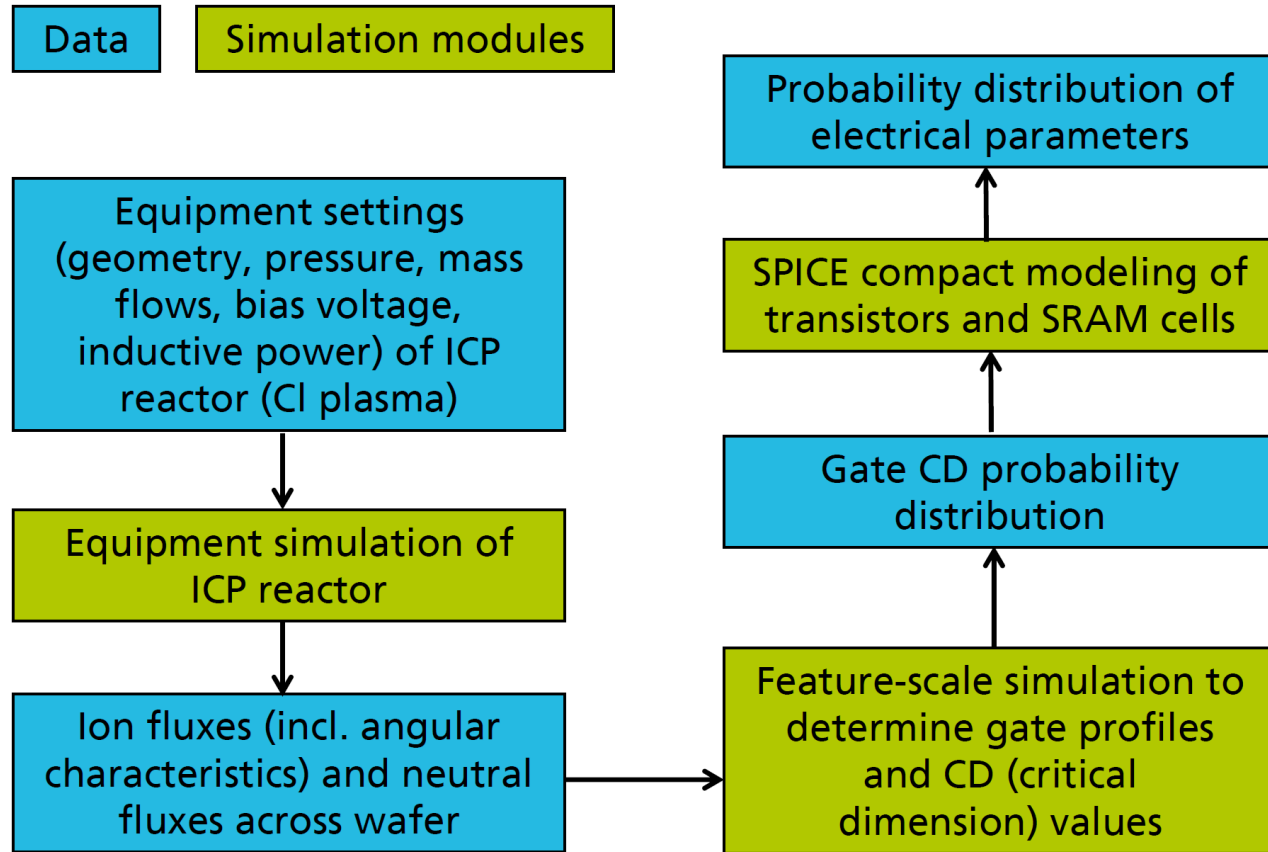 Data
Simulation modules
Equipment settings
(geometry, pressure, mass
flows, bias voltage,
inductive power) of ICP
reactor (Cl plasma)
Equipment simulation of
ICP reactor
Ion fluxes (incl. angular
characteristics) and neutral
fluxes across wafer
Feature-scale simulation to
determine gate profiles
and CD (critical
dimension) values
Gate CD probability
distribution
SPICE compact modeling of
transistors and SRAM cells
Probability distribution of
electrical parameters